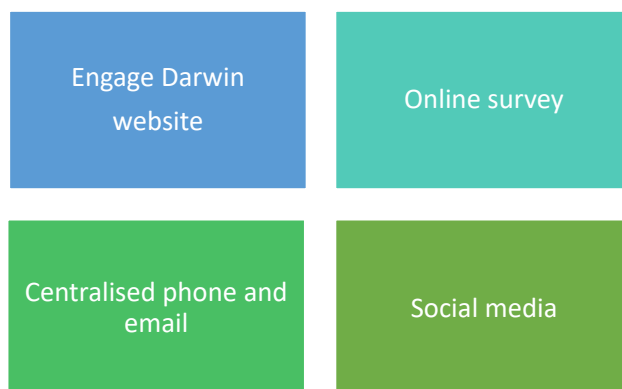 Engage Darwin
website
Online survey
Centralised phone and
email
Social media